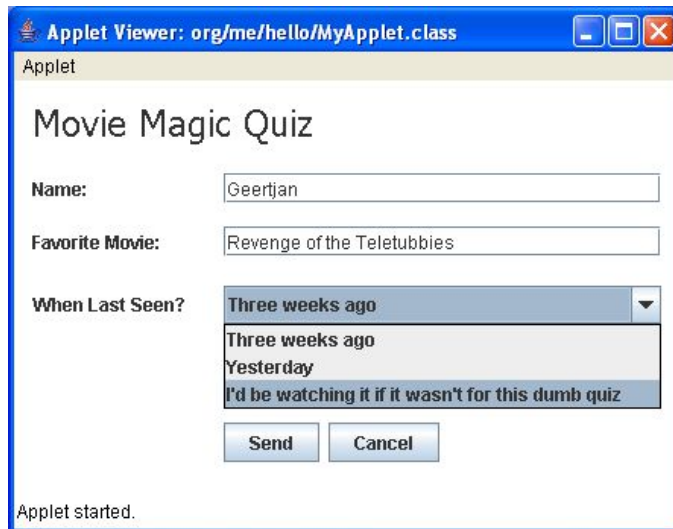 Applet Viewer: org/me/hello/MyApplet.class
Applet
Movie Magic Quiz
Name: Geertjan
Favorite Movie: Revenge of the Teletubbies
When Last Seen? Three weeks ago
Three weeks ago
Yesterday
I'd be watching it if it wasn't for this dumb quiz
Send Cancel
Applet started.